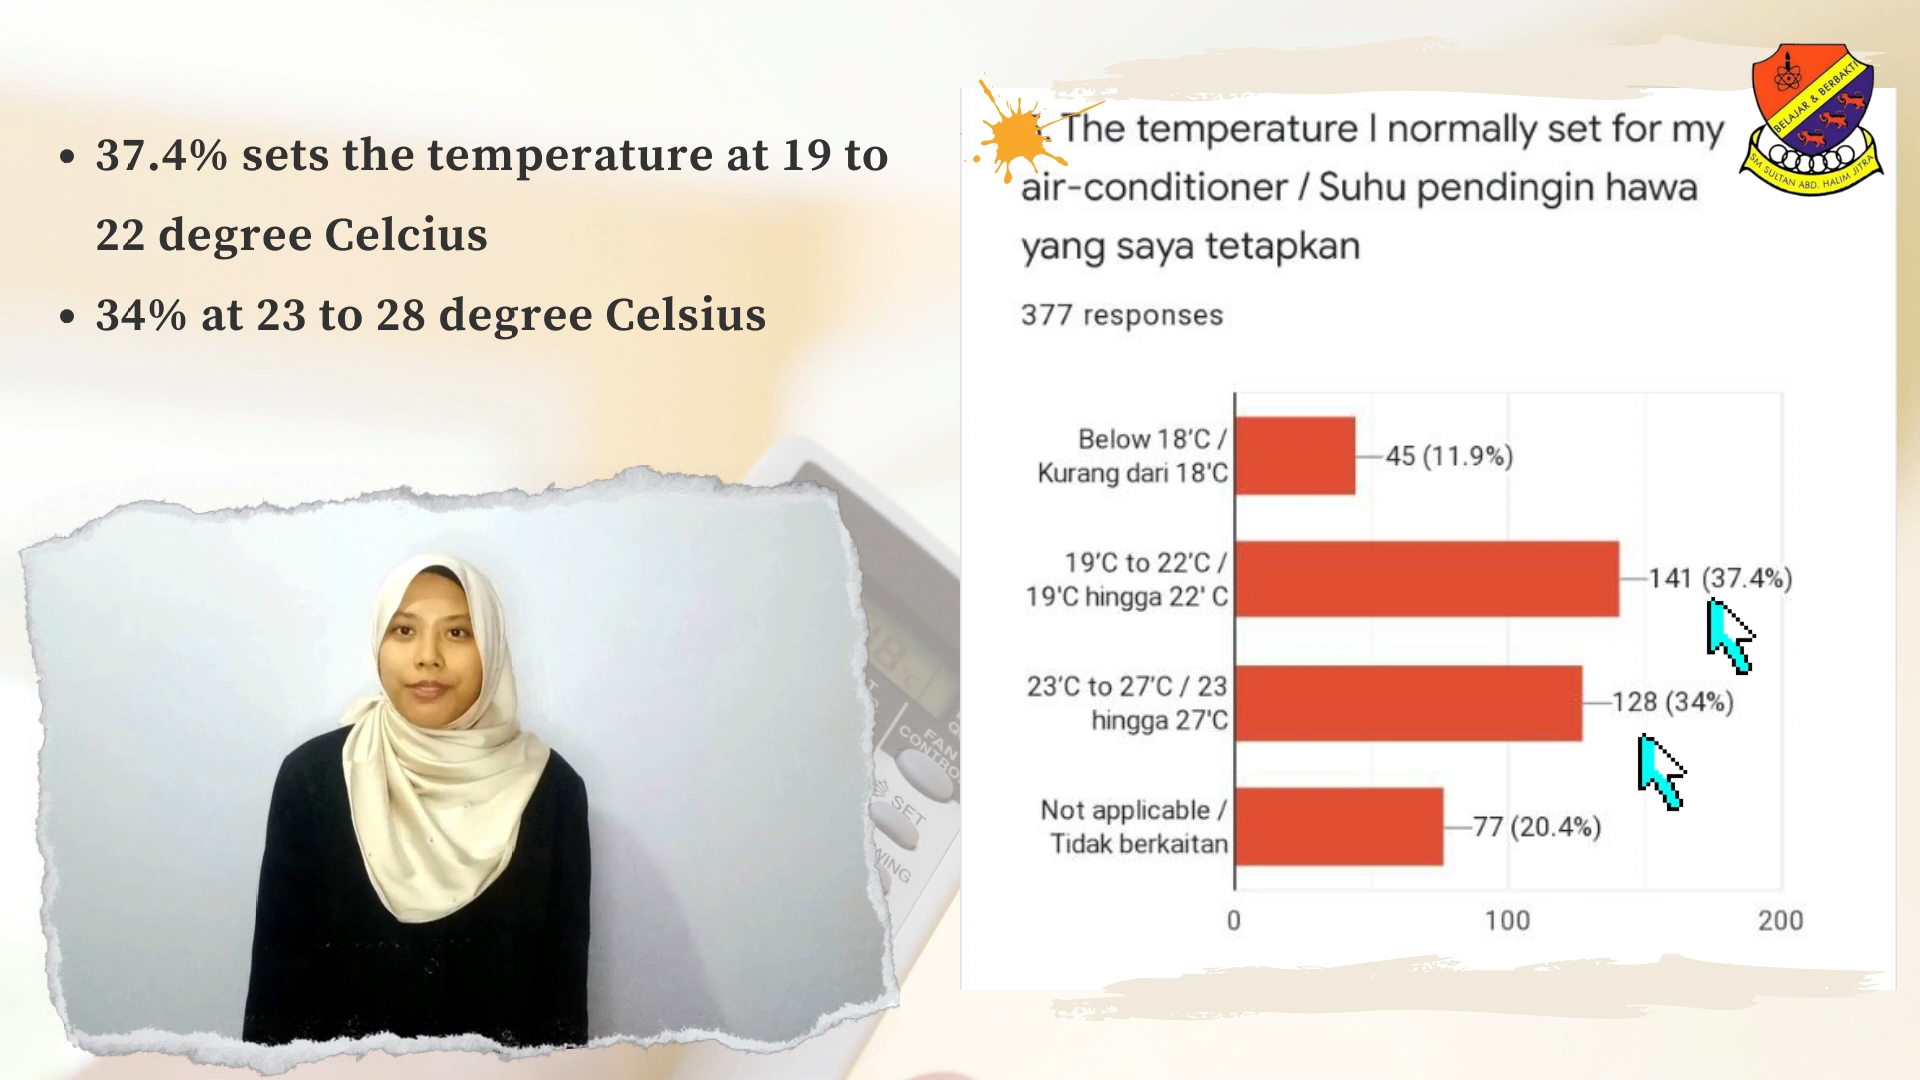 • 37.4% sets the temperature at 19 to
22 degree Celcius
• 34% at 23 to 28 degree Celsius
The temperature I normally set for my
air-conditioner / Suhu pendingin hawa
yang saya tetapkan
377 responses
Below 18'C /
Kurang dari 18'C
45 (11.9%)
19'C to 22'C /
19'C hingga 22' C
141 (37.4%)
23'C to 27'C / 23
hingga 27'C
128 (34%)
Not applicable /
Tidak berkaitan
77 (20.4%)
0 100 200
BELAJAR & BERBAKTI
SM. SULTAN ABD. HALIM JITRA
FAN
CONTRO
SET